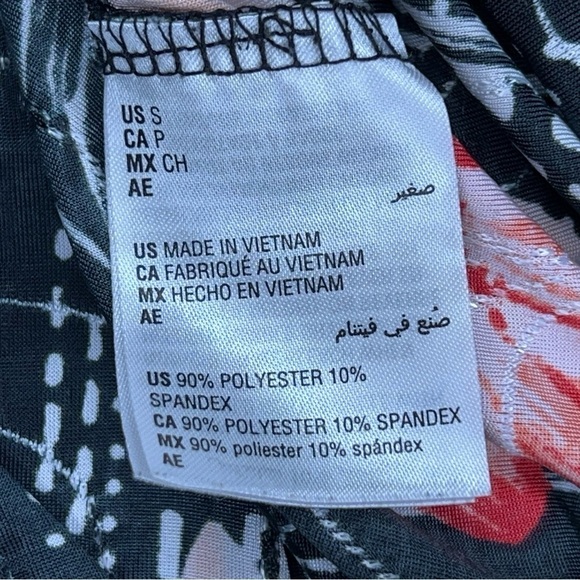 US S
CA P
MX CH
AE
صغير
US MADE IN VIETNAM
CA FABRIQUÉ AU VIETNAM
MX HECHO EN VIETNAM
AE
صُنع في فيتنام
US 90% POLYESTER 10%
SPANDEX
CA 90% POLYESTER 10% SPANDEX
MX 90% poliester 10% spándex
AE